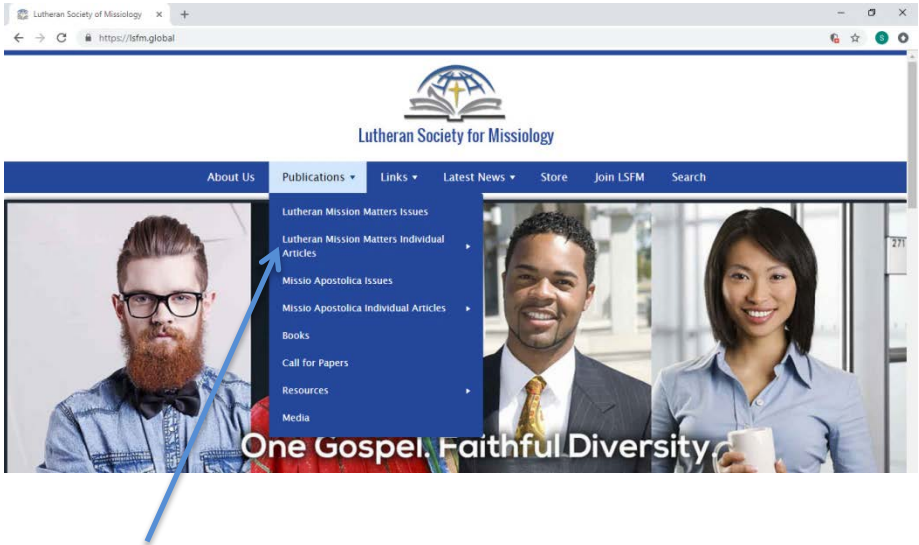 Lutheran Society of Missiology
https://lsfm.global
S
Lutheran Society for Missiology
About Us Publications Links Latest News Store Join LSFM Search
Lutheran Mission Matters Issues
Lutheran Mission Matters Individual
Articles
Missio Apostolica Issues
Missio Apostolica Individual Articles
Books
Call for Papers
Resources
Media
271
One Gospel. Faithful Diversity.